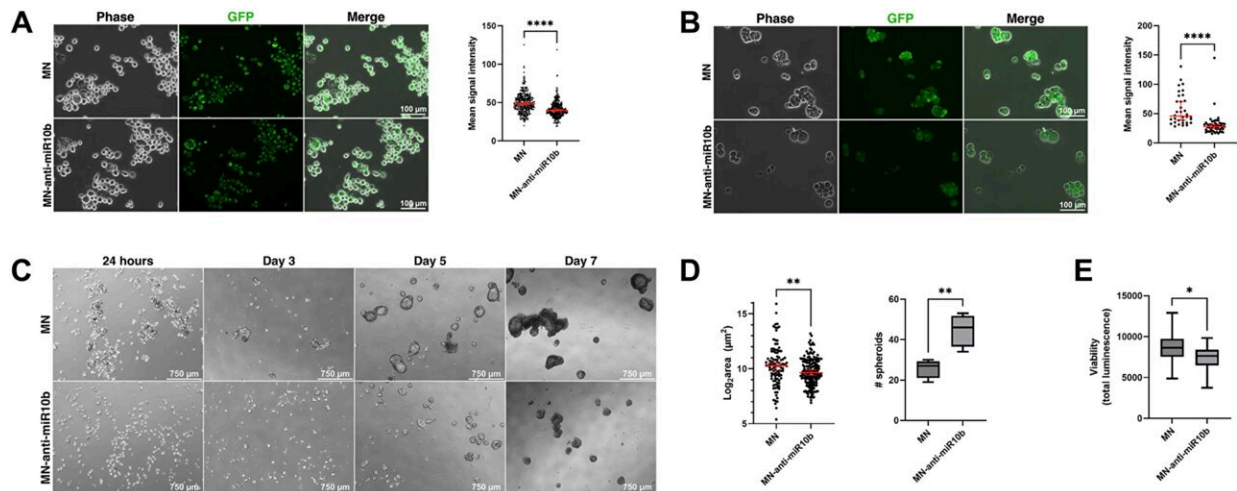 A
Phase GFP Merge
MN
MN-anti-miR10b
100 µm
100 µm
****
Mean signal intensity
150
100
50
0
MN
MN-anti-miR10b
B
Phase GFP Merge
MN
MN-anti-miR10b
100 µm
100 µm
****
Mean signal intensity
200
150
100
50
0
MN
MN-anti-miR10b
C
24 hours Day 3 Day 5 Day 7
MN
750 µm 750 µm 750 µm 750 µm
MN-anti-miR10b
750 µm 750 µm 750 µm 750 µm
D
**
Log2area (µm²)
15
10
5
MN
MN-anti-miR10b
**
# spheroids
60
40
20
0
MN
MN-anti-miR10b
E
*
Viability
(total luminescence)
15000
10000
5000
0
MN
MN-anti-miR10b